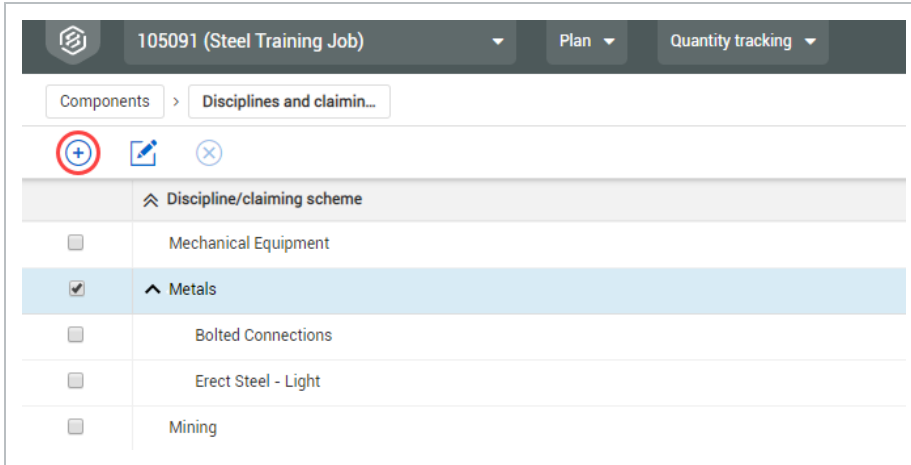 105091 (Steel Training Job) Plan Quantity tracking
Components > Disciplines and claimin...
Discipline/claiming scheme
Mechanical Equipment
Metals
Bolted Connections
Erect Steel - Light
Mining